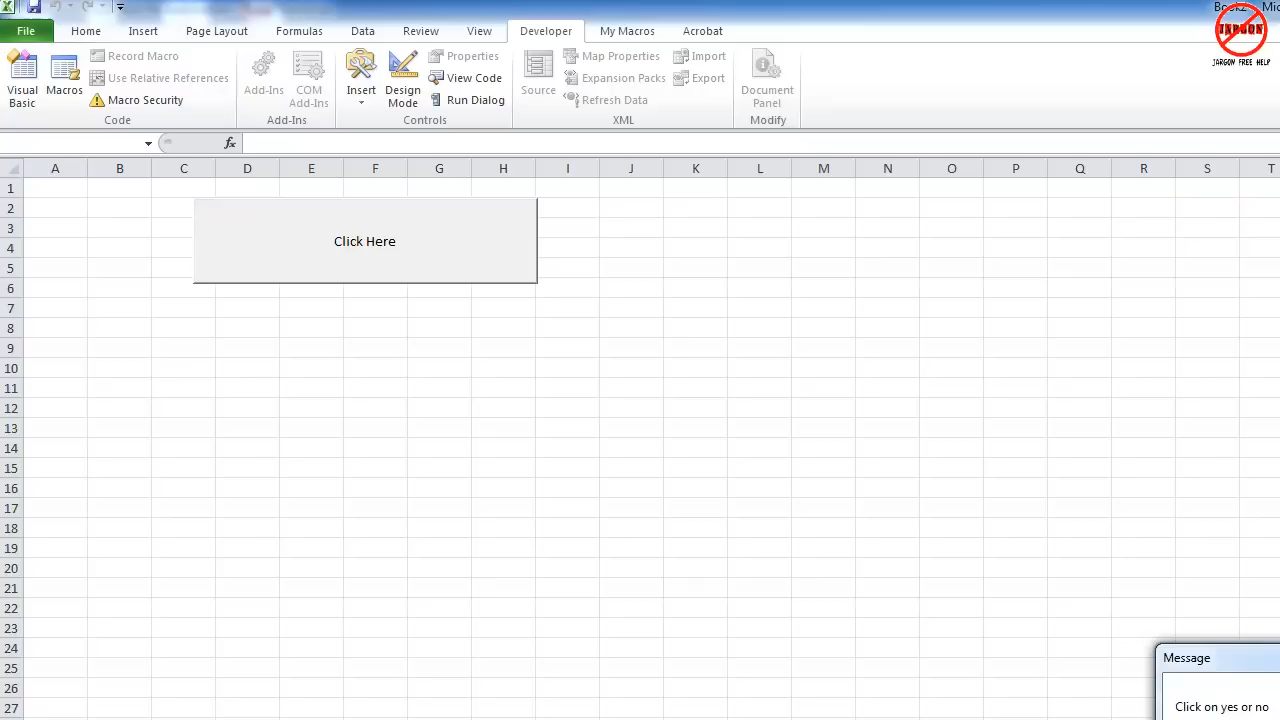 Book2 - Mic
File Home Insert Page Layout Formulas Data Review View My Macros Acrobat
JARGON
JARGON FREE HELP
Visual Basic
Macros
Record Macro
Use Relative References
Macro Security
Code
Add-Ins
COM Add-Ins
Add-Ins
Insert
Design Mode
Properties
View Code
Run Dialog
Controls
Source
Map Properties
Expansion Packs
Refresh Data
Import
Export
XML
Document Panel
Modify
fx
A B C D E F G H I J K L M N O P Q R S T
1
2
3
4
5
6
7
8
9
10
11
12
13
14
15
16
17
18
19
20
21
22
23
24
25
26
27
Click Here
Message
Click on yes or no